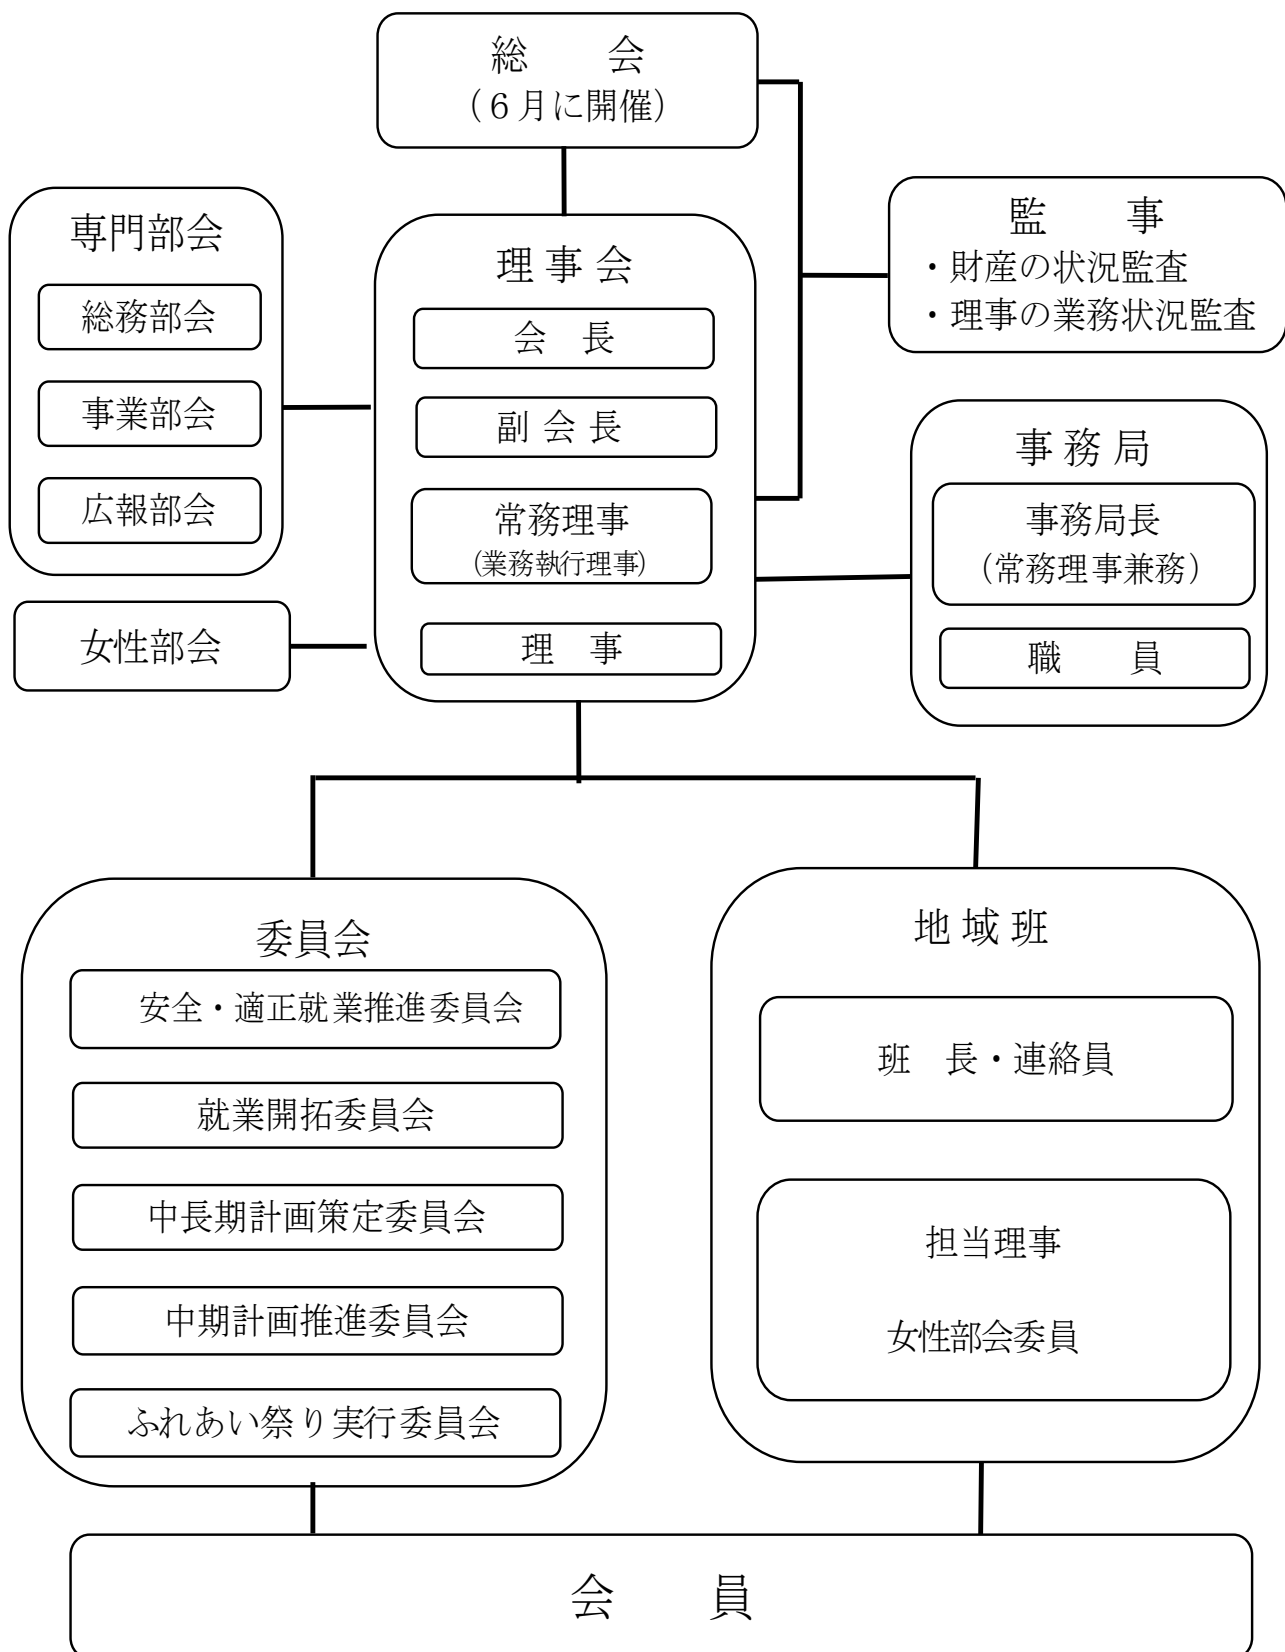 総　　会
（６月に開催）
専門部会
総務部会
事業部会
広報部会
女性部会
理 事 会
会　長
副 会 長
常務理事
(業務執行理事)
理　事
監　　事
・財産の状況監査
・理事の業務状況監査
事 務 局
事務局長
（常務理事兼務）
職　　員
委員会
安全・適正就業推進委員会
就業開拓委員会
中長期計画策定委員会
中期計画推進委員会
ふれあい祭り実行委員会
地 域 班
班　長・連絡員
担当理事
女性部会委員
会　　員